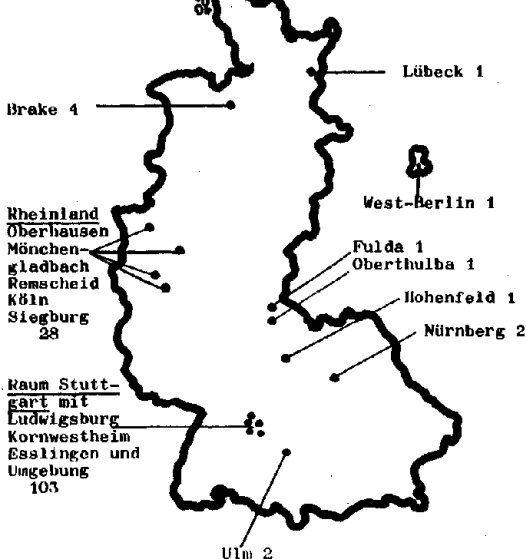 Lübeck 1
Brake 4
West-Berlin 1
Rheinland
Oberhausen
Mönchen-
gladbach
Remscheid
Köln
Siegburg
28
Fulda 1
Oberthulba 1
Hohenfeld 1
Nürnberg 2
Raum Stutt-
gart mit
Ludwigsburg
Kornwestheim
Esslingen und
Umgebung
103
Ulm 2